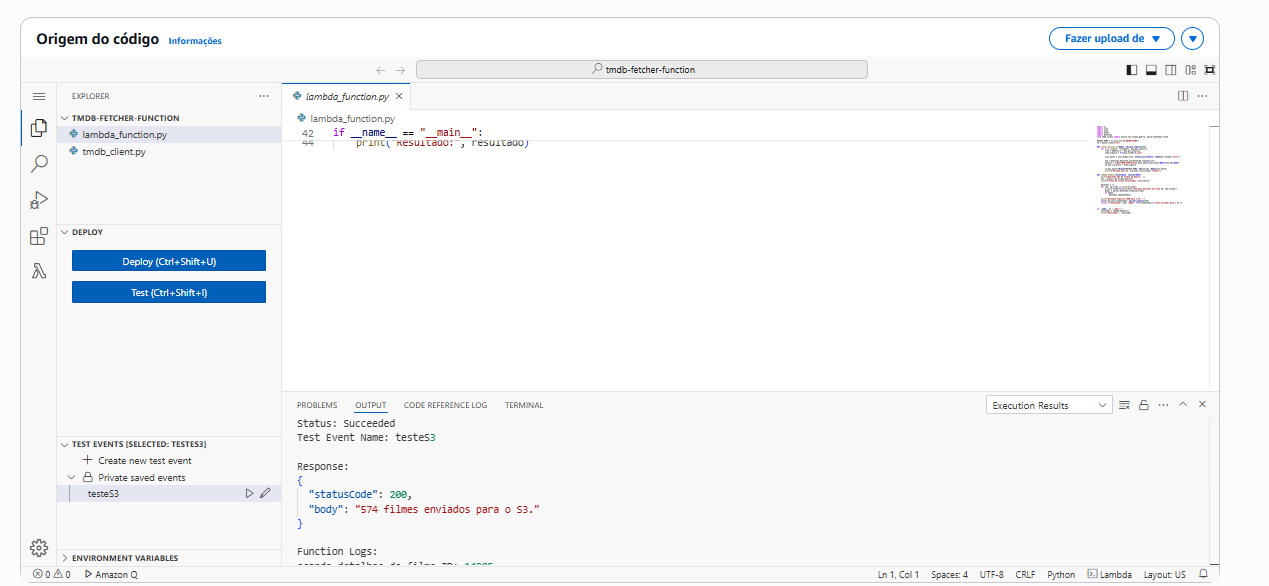 Origem do código Informações
Fazer upload de
tmdb-fetcher-function
EXPLORER
TMDB-FETCHER-FUNCTION
lambda_function.py
tmdb_client.py
DEPLOY
Deploy (Ctrl+Shift+U)
Test (Ctrl+Shift+I)
TEST EVENTS [SELECTED: TESTES3]
Create new test event
Private saved events
testeS3
ENVIRONMENT VARIABLES
lambda_function.py
lambda_function.py
42 if __name__ == "__main__":
44 print("Resultado:", resultado)
PROBLEMS OUTPUT CODE REFERENCE LOG TERMINAL
Execution Results
Status: Succeeded
Test Event Name: testeS3
Response:
{
"statusCode": 200,
"body": "574 filmes enviados para o S3."
}
Function Logs:
0 0 Amazon Q
Ln 1, Col 1 Spaces: 4 UTF-8 CRLF Python Lambda Layout: US